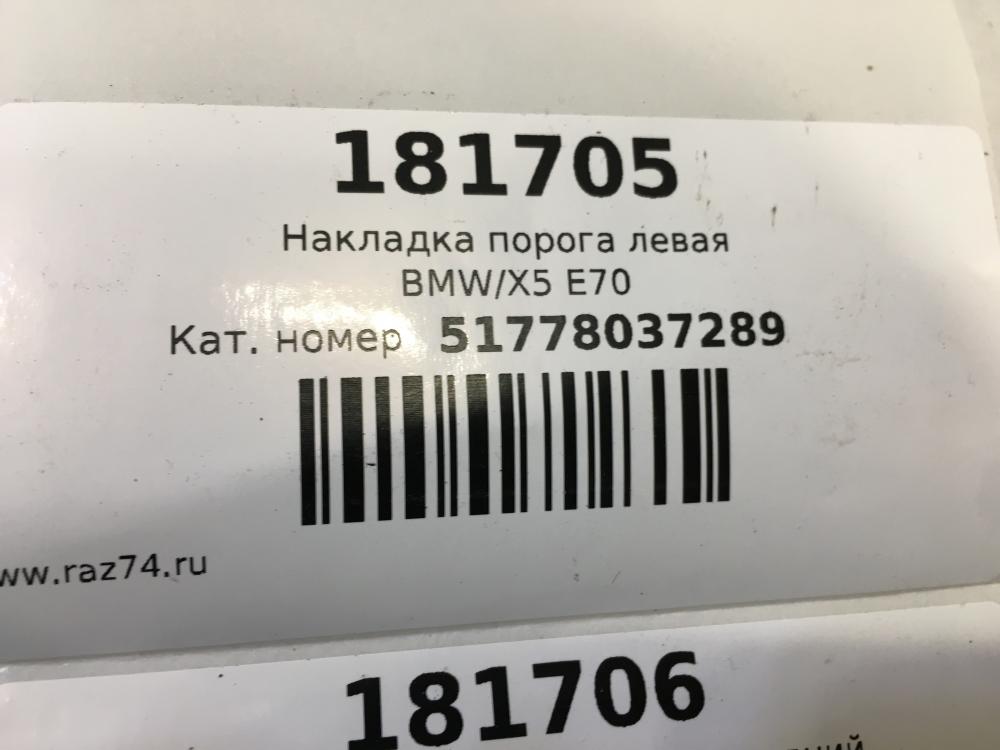 181705
Накладка порога левая
BMW/X5 E70
Кат. номер 51778037289
ww.raz74.ru
181706